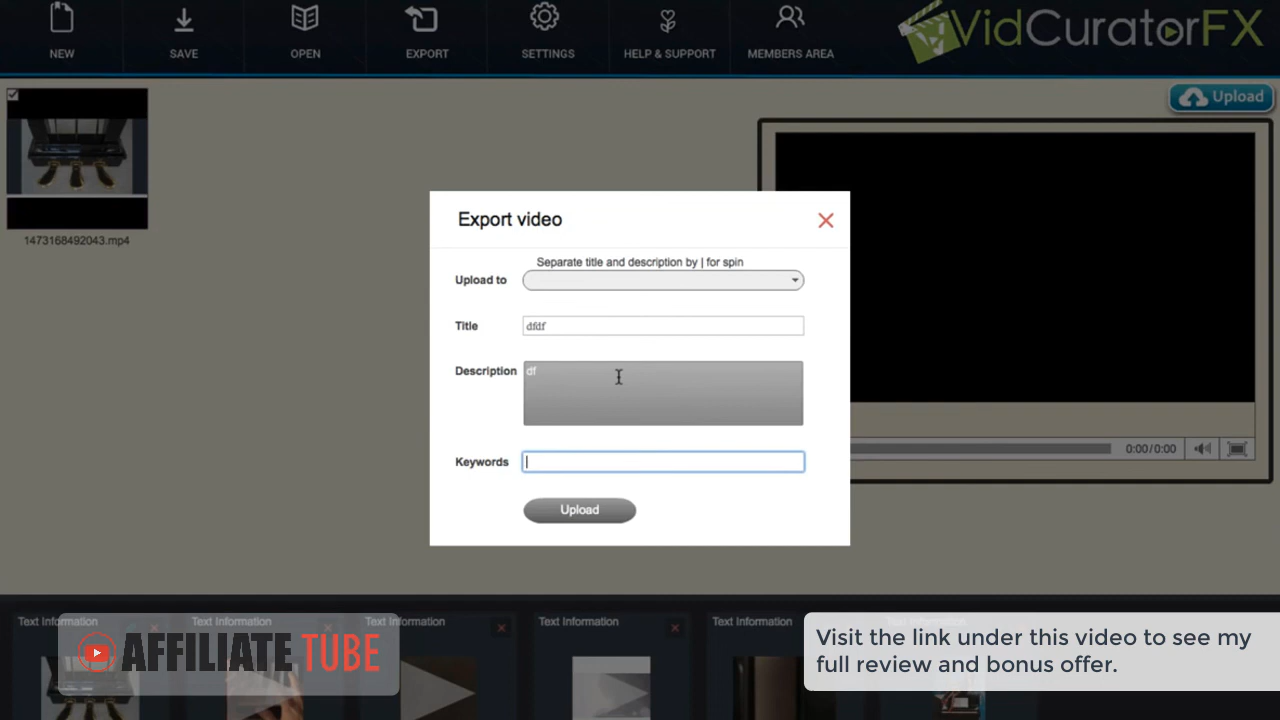 NEW
SAVE
OPEN
EXPORT
SETTINGS
HELP & SUPPORT
MEMBERS AREA
VidCuratorFX
Upload
1473168492043.mp4
Export video
Separate title and description by | for spin
Upload to
Title
dfdf
Description
df
Keywords
Upload
0:00/0:00
Text Information
Text Information
Text Information
Text Information
Text Information
AFFILIATE TUBE
Visit the link under this video to see my
full review and bonus offer.